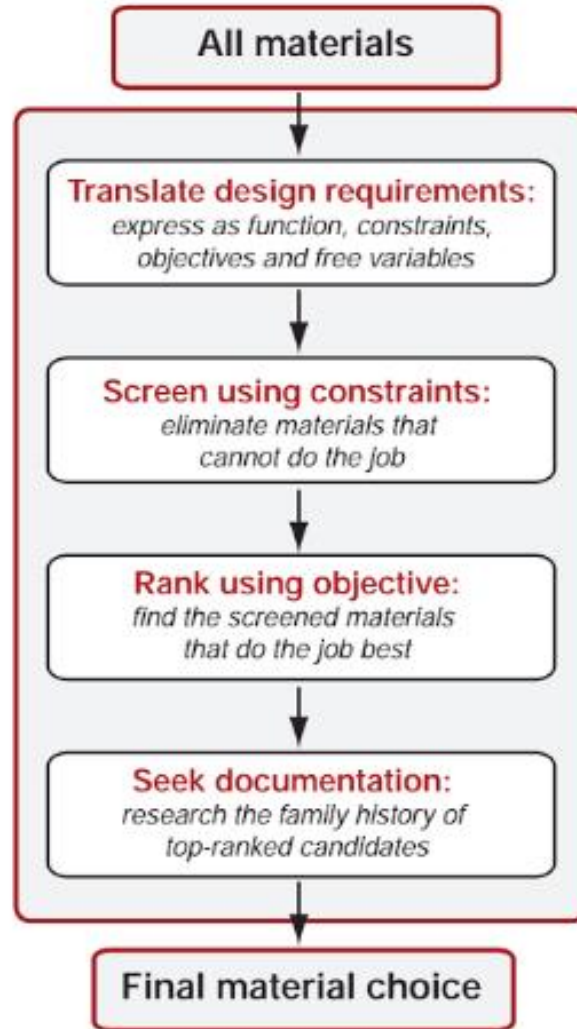 All materials
Translate design requirements:
express as function, constraints,
objectives and free variables
Screen using constraints:
eliminate materials that
cannot do the job
Rank using objective:
find the screened materials
that do the job best
Seek documentation:
research the family history of
top-ranked candidates
Final material choice